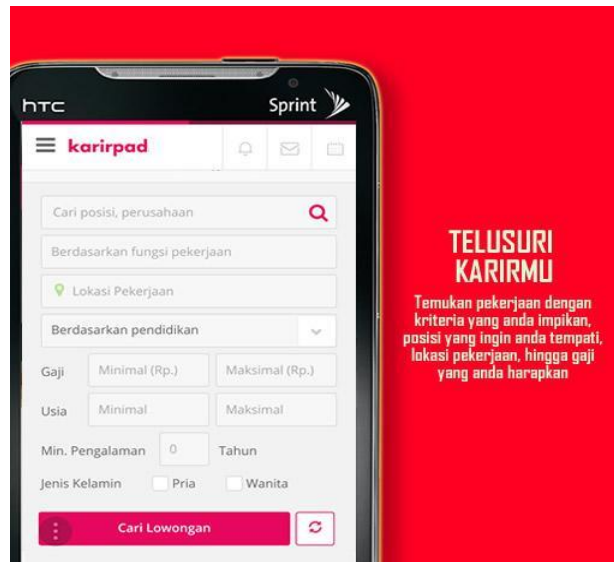 hTC
Sprint
karirpad
Cari posisi, perusahaan
Berdasarkan fungsi pekerjaan
Lokasi Pekerjaan
Berdasarkan pendidikan
Gaji Minimal (Rp.) Maksimal (Rp.)
Usia Minimal Maksimal
Min. Pengalaman 0 Tahun
Jenis Kelamin Pria Wanita
Cari Lowongan
TELUSURI
KARIRMU
Temukan pekerjaan dengan
kriteria yang anda impikan,
posisi yang ingin anda tempati,
lokasi pekerjaan, hingga gaji
yang anda harapkan